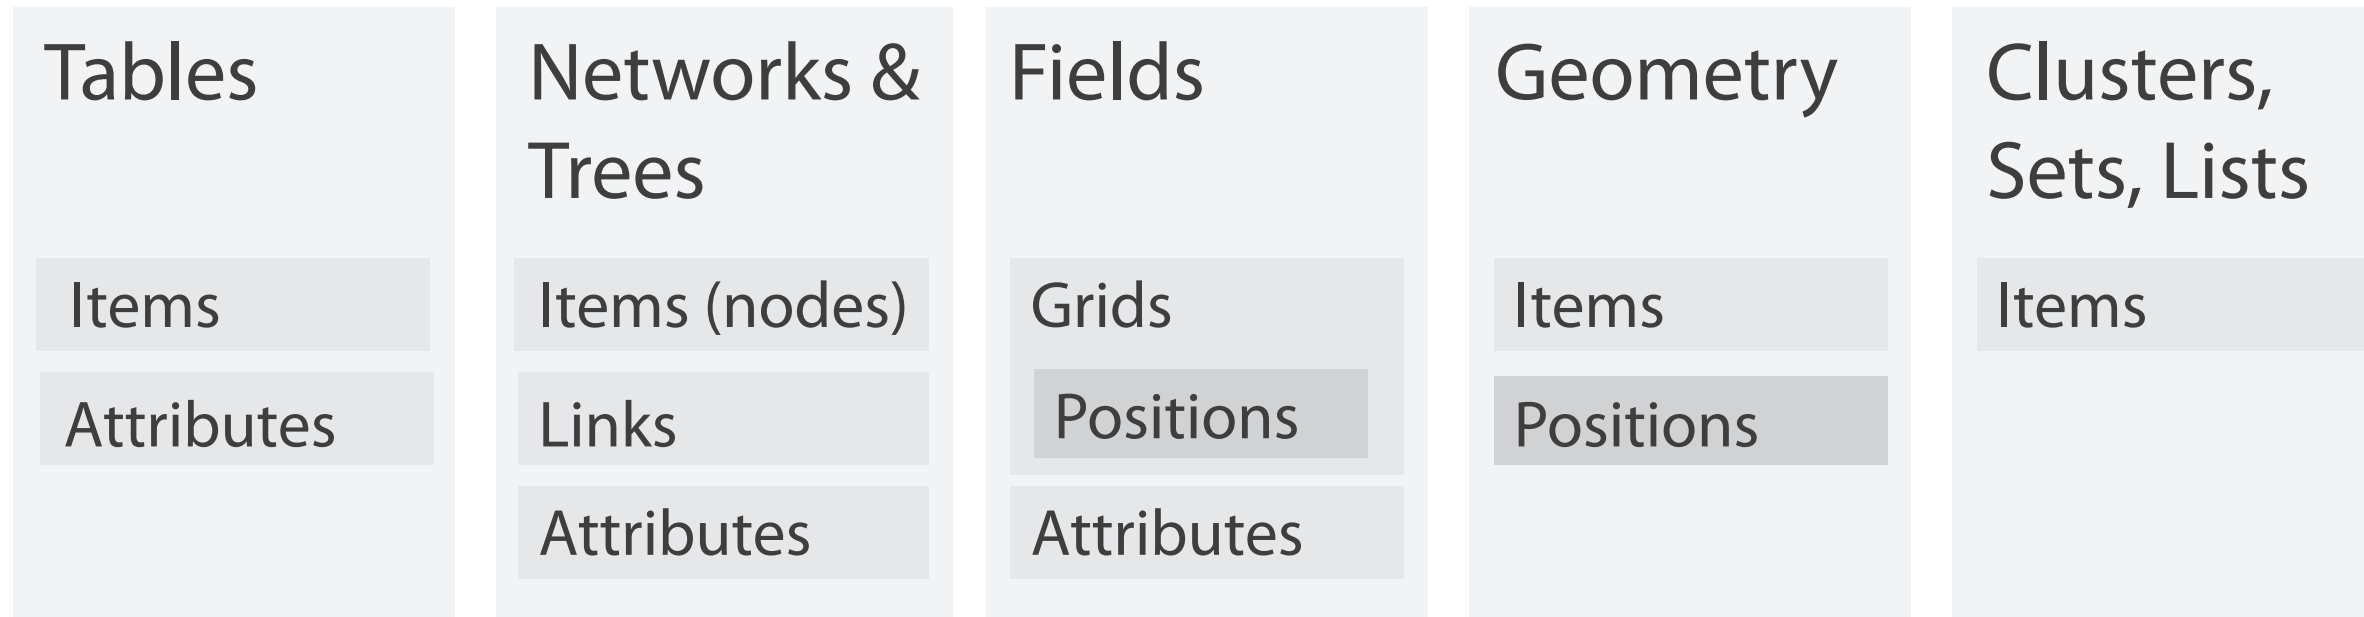 Tables
Items
Attributes
Networks &
Trees
Items (nodes)
Links
Attributes
Fields
Grids
Positions
Attributes
Geometry
Items
Positions
Clusters,
Sets, Lists
Items